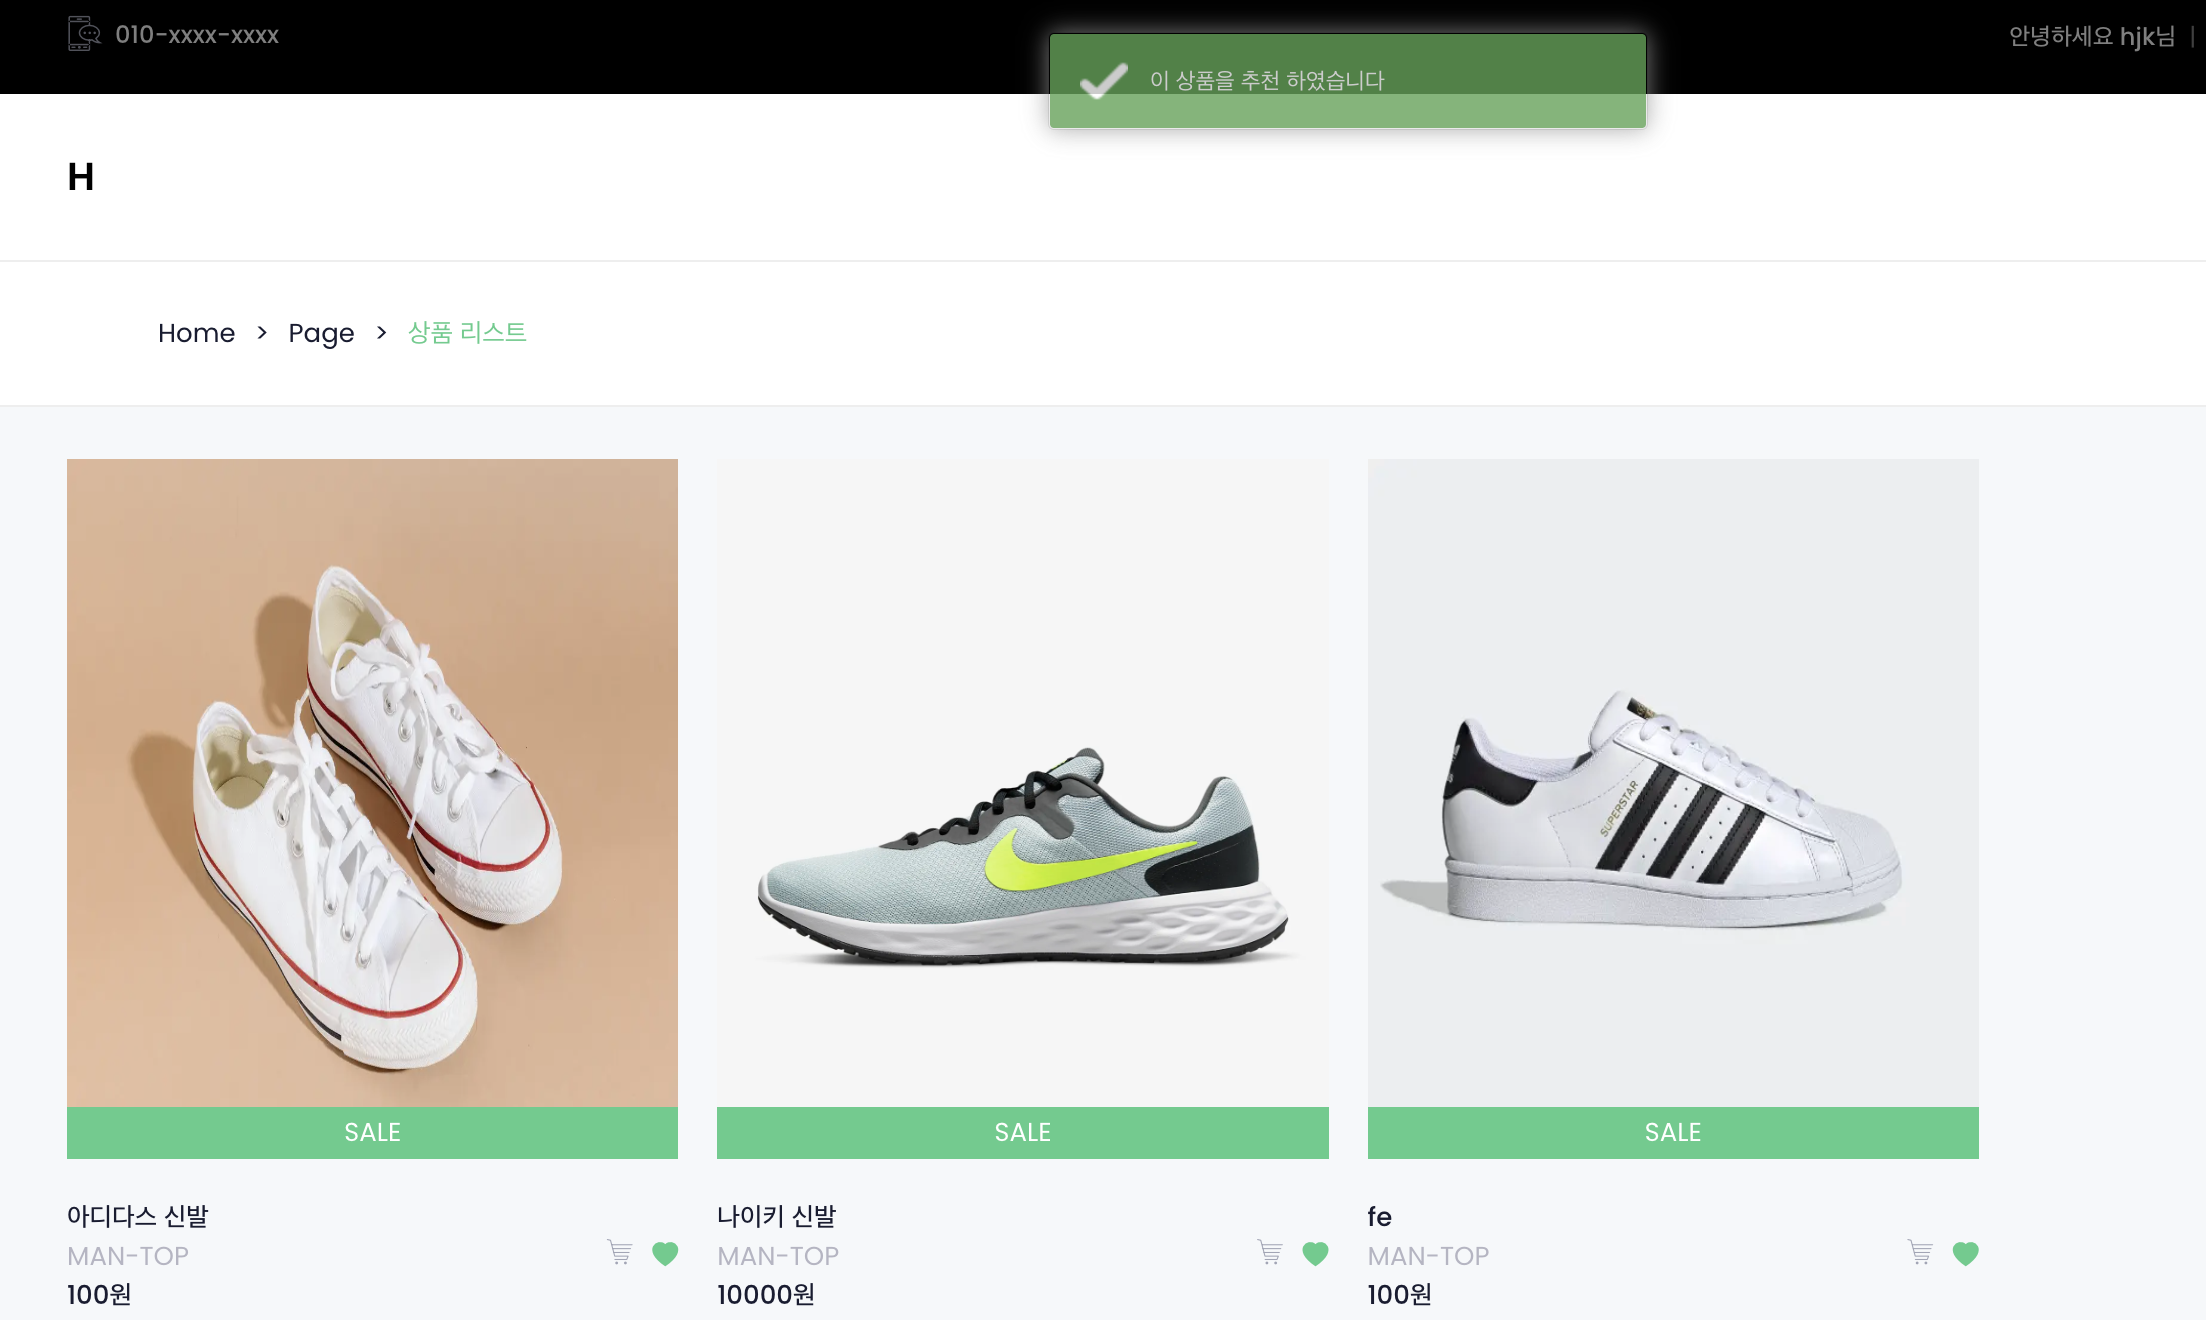 010-xxxx-xxxx
안녕하세요 hjk님 |
이 상품을 추천 하였습니다
H
Home > Page > 상품 리스트
SUPERSTAR
SALE
SALE
SALE
아디다스 신발
MAN-TOP
100원
나이키 신발
MAN-TOP
10000원
fe
MAN-TOP
100원